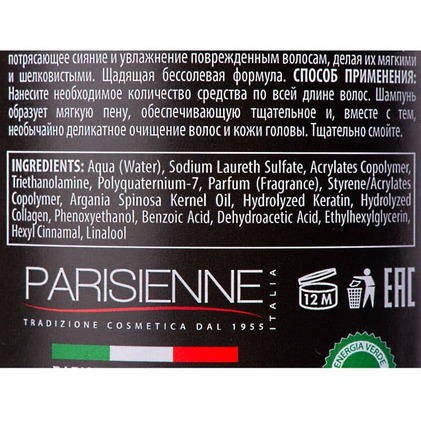 потрясающее сияние и увлажнение поврежденным волосам, делая их мягкими
и шелковистыми. Щадящая бессолевая формула. СПОСОБ ПРИМЕНЕНИЯ:
Нанесите необходимое количество средства по всей длине волос. Шампунь
образует мягкую пену, обеспечивающую тщательное и, вместе с тем,
необычайно деликатное очищение волос и кожи головы. Тщательно смойте.
INGREDIENTS: Aqua (Water), Sodium Laureth Sulfate, Acrylates Copolymer,
Triethanolamine, Polyquaternium-7, Parfum (Fragrance), Styrene/Acrylates
Copolymer, Argania Spinosa Kernel Oil, Hydrolyzed Keratin, Hydrolyzed
Collagen, Phenoxyethanol, Benzoic Acid, Dehydroacetic Acid, Ethylhexylglycerin,
Hexyl Cinnamal, Linalool
PARISIENNE
ITALIA
TRADIZIONE COSMETICA DAL 1955
12 M
EAC
ENERGIA VERDE